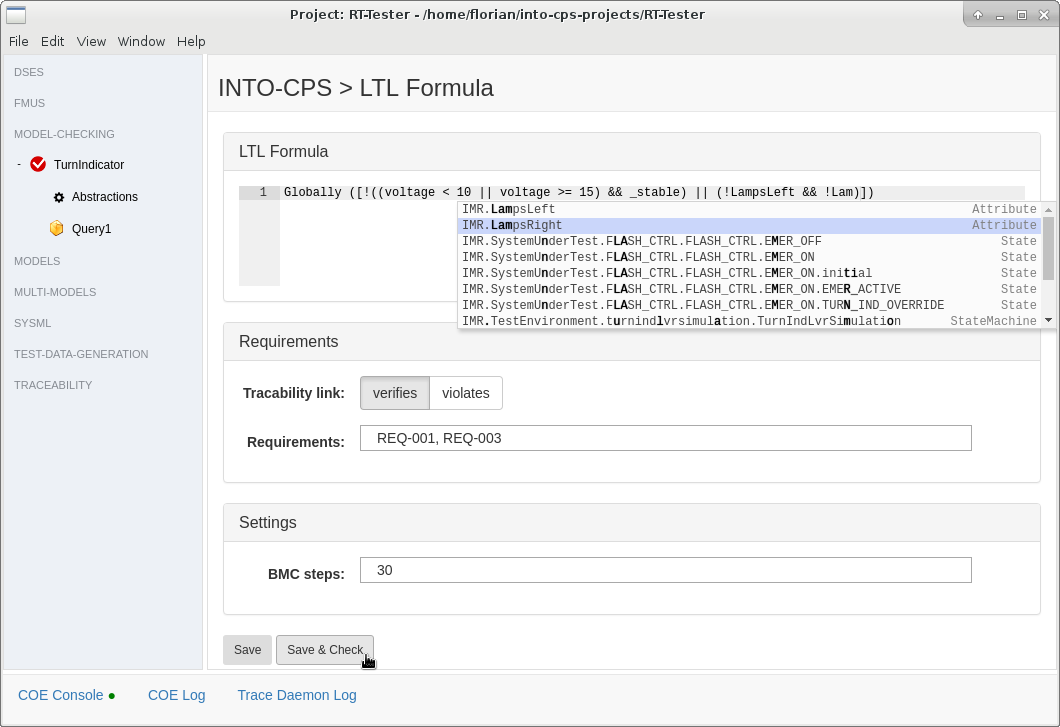 Project: RT-Tester - /home/florian/into-cps-projects/RT-Tester
File Edit View Window Help
DSES
FMUS
MODEL-CHECKING
- TurnIndicator
Abstractions
Query1
MODELS
MULTI-MODELS
SYSML
TEST-DATA-GENERATION
TRACEABILITY
INTO-CPS > LTL Formula
LTL Formula
1 Globally ([!((voltage < 10 || voltage >= 15) && _stable) || (!LampsLeft && !Lam)])
IMR.LampsLeft Attribute
IMR.LampsRight Attribute
IMR.SystemUnderTest.FLASH_CTRL.FLASH_CTRL.EMER_OFF State
IMR.SystemUnderTest.FLASH_CTRL.FLASH_CTRL.EMER_ON State
IMR.SystemUnderTest.FLASH_CTRL.FLASH_CTRL.EMER_ON.initial State
IMR.SystemUnderTest.FLASH_CTRL.FLASH_CTRL.EMER_ON.EMER_ACTIVE State
IMR.SystemUnderTest.FLASH_CTRL.FLASH_CTRL.EMER_ON.TURN_IND_OVERRIDE State
IMR.TestEnvironment.turnindlvrsimulation.TurnIndLvrSimulation StateMachine
Requirements
Tracability link: verifies violates
Requirements: REQ-001, REQ-003
Settings
BMC steps: 30
Save Save & Check
COE Console COE Log Trace Daemon Log